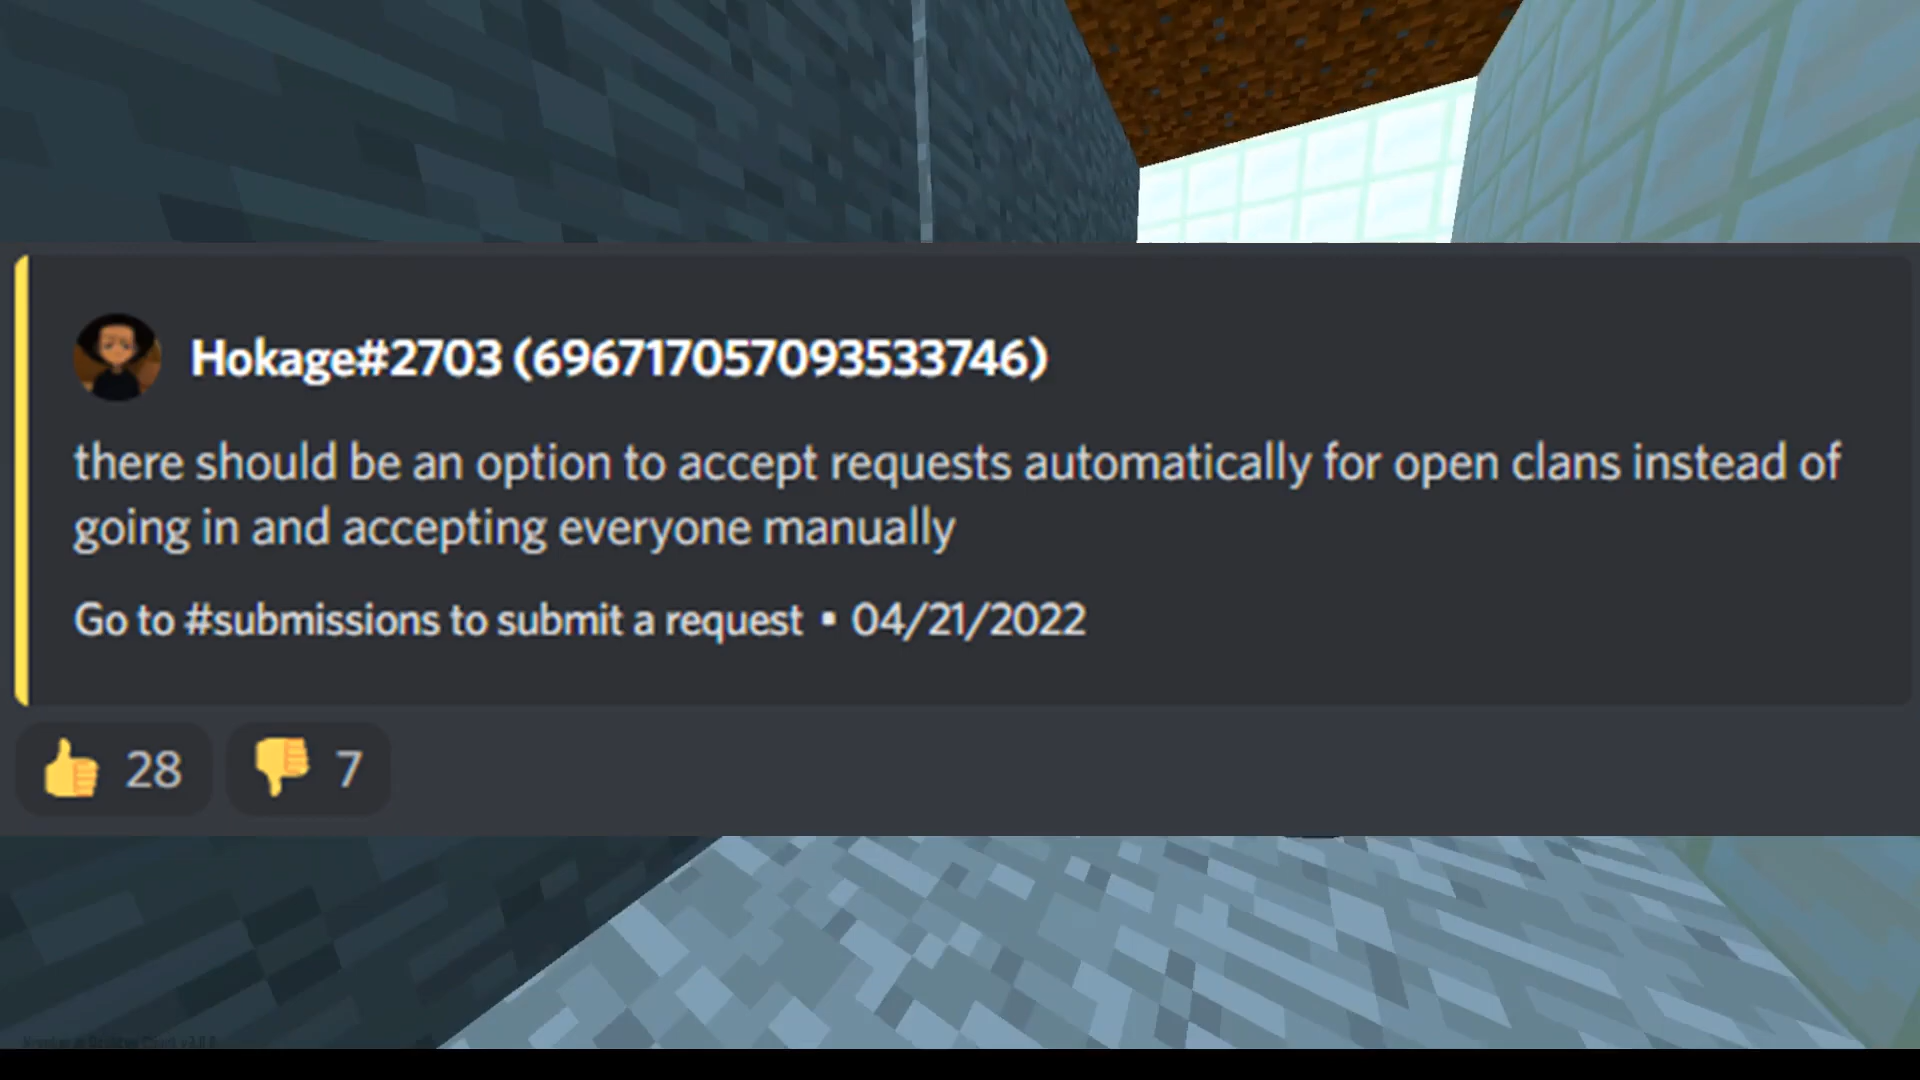 Hokage#2703 (696717057093533746)
there should be an option to accept requests automatically for open clans instead of
going in and accepting everyone manually
Go to #submissions to submit a request • 04/21/2022
28 7